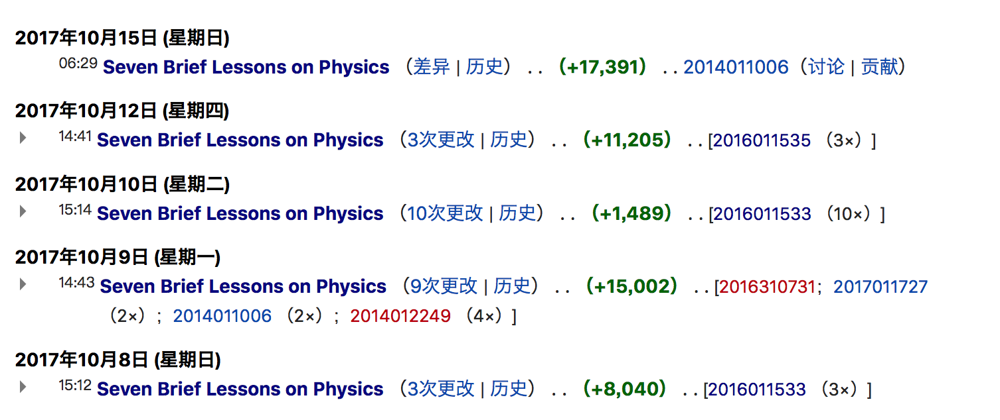 2017年10月15日 (星期日)
06:29 Seven Brief Lessons on Physics （差异 | 历史） . . （+17,391） . . 2014011006（讨论 | 贡献）
2017年10月12日 (星期四)
14:41 Seven Brief Lessons on Physics （3次更改 | 历史） . . （+11,205） . . [2016011535 （3×）]
2017年10月10日 (星期二)
15:14 Seven Brief Lessons on Physics （10次更改 | 历史） . . （+1,489） . . [2016011533 （10×）]
2017年10月9日 (星期一)
14:43 Seven Brief Lessons on Physics （9次更改 | 历史） . . （+15,002） . . [2016310731；2017011727
（2×）；2014011006 （2×）；2014012249 （4×）]
2017年10月8日 (星期日)
15:12 Seven Brief Lessons on Physics （3次更改 | 历史） . . （+8,040） . . [2016011533 （3×）]